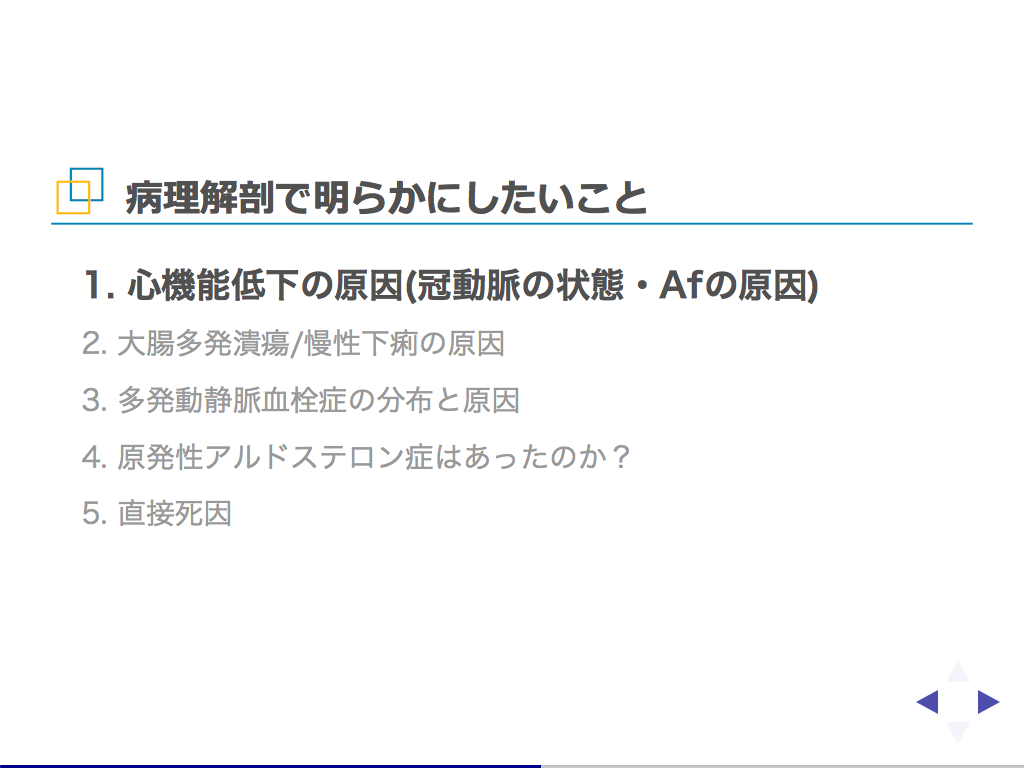 病理解剖で明らかにしたいこと
1. 心機能低下の原因(冠動脈の状態・Afの原因)
2. 大腸多発潰瘍/慢性下痢の原因
3. 多発動静脈血栓症の分布と原因
4. 原発性アルドステロン症はあったのか？
5. 直接死因